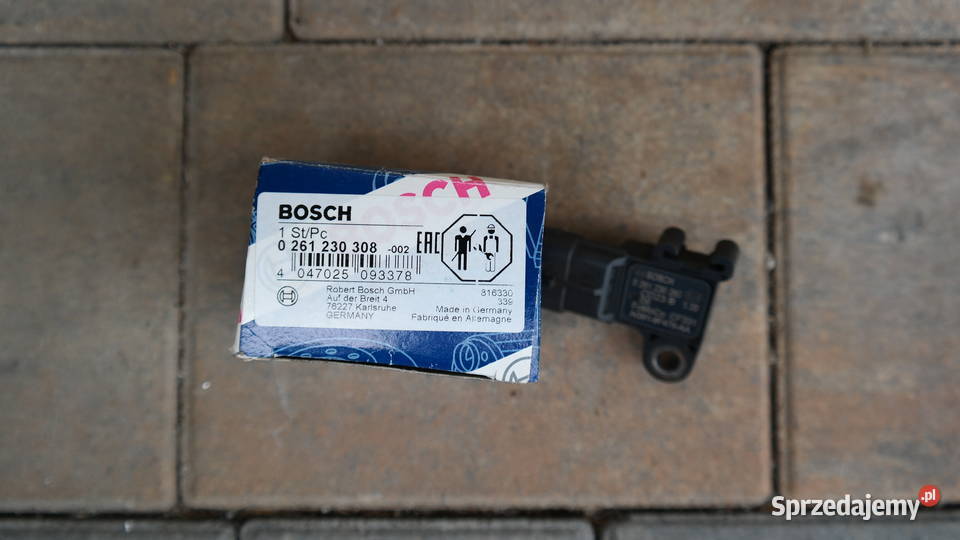 BOSCH
1 St/Pc
0 261 230 308 -002
EAC
4 047025 093378
Robert Bosch GmbH
Auf der Breit 4
76227 Karlsruhe
GERMANY
816330
339
Made in Germany
Fabriqué en Allemagne
BOSCH
Sprzedajemy.pl